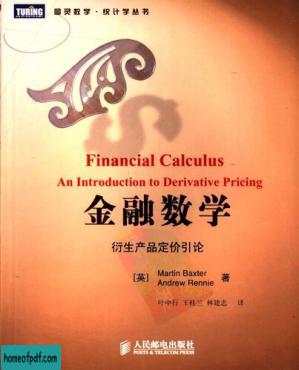 TURING
图灵数学·统计学丛书
Financial Calculus
An Introduction to Derivative Pricing
金融数学
衍生产品定价引论
[英] Martin Baxter
Andrew Rennie 著
叶中行 王桂兰 林建忠 译
人民邮电出版社
POSTS & TELECOM PRESS
homeofpdf.com